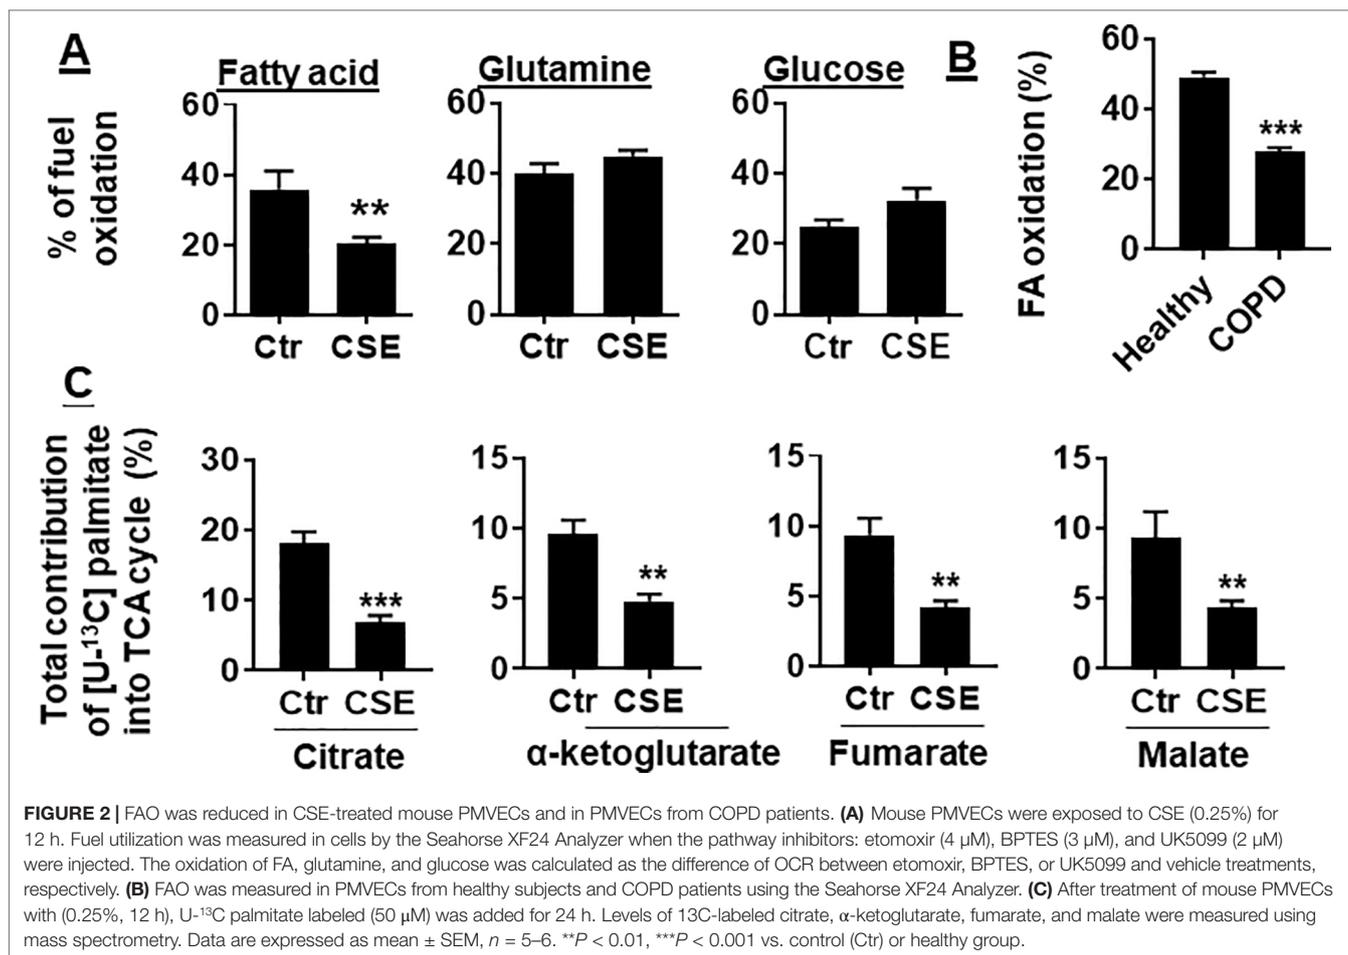 A
Fatty acid
Glutamine
Glucose
B
% of fuel
oxidation
60
40
20
0
**
Ctr CSE
60
40
20
0
Ctr CSE
60
40
20
0
Ctr CSE
FA oxidation (%)
60
40
20
0
***
Healthy
COPD
C
Total contribution
of [U-¹³C] palmitate
into TCA cycle (%)
30
20
10
0
***
Ctr CSE
Citrate
15
10
5
0
**
Ctr CSE
α-ketoglutarate
15
10
5
0
**
Ctr CSE
Fumarate
15
10
5
0
**
Ctr CSE
Malate
FIGURE 2 | FAO was reduced in CSE-treated mouse PMVECs and in PMVECs from COPD patients. (A) Mouse PMVECs were exposed to CSE (0.25%) for
12 h. Fuel utilization was measured in cells by the Seahorse XF24 Analyzer when the pathway inhibitors: etomoxir (4 μM), BPTES (3 μM), and UK5099 (2 μM)
were injected. The oxidation of FA, glutamine, and glucose was calculated as the difference of OCR between etomoxir, BPTES, or UK5099 and vehicle treatments,
respectively. (B) FAO was measured in PMVECs from healthy subjects and COPD patients using the Seahorse XF24 Analyzer. (C) After treatment of mouse PMVECs
with (0.25%, 12 h), U-¹³C palmitate labeled (50 μM) was added for 24 h. Levels of 13C-labeled citrate, α-ketoglutarate, fumarate, and malate were measured using
mass spectrometry. Data are expressed as mean ± SEM, n = 5–6. **P < 0.01, ***P < 0.001 vs. control (Ctr) or healthy group.